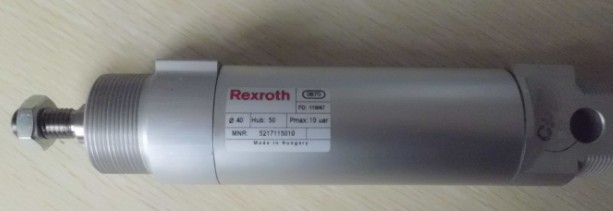 Rexroth
Ø 40 Hub: 50 Pmax: 10 bar
MNR: 5217115010
Made in Hungary